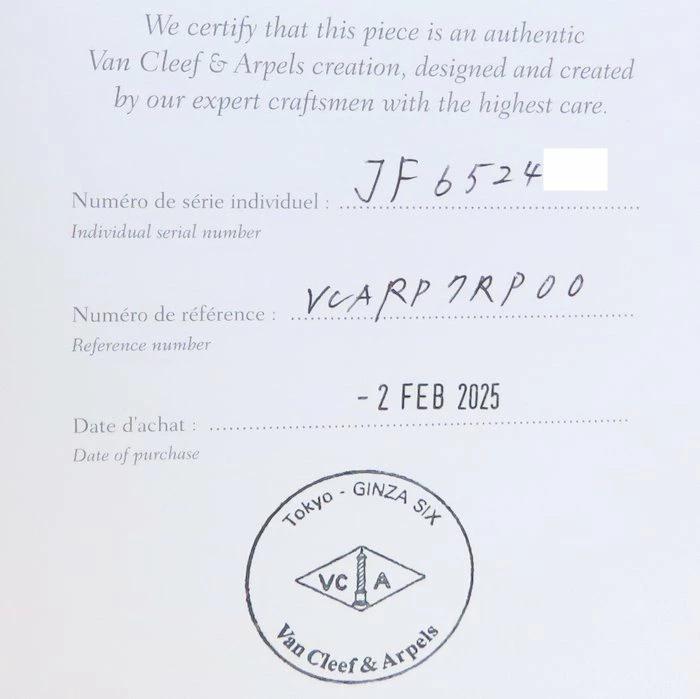 We certify that this piece is an authentic
Van Cleef & Arpels creation, designed and created
by our expert craftsmen with the highest care.
Numéro de série individuel : JF6524
Individual serial number
Numéro de référence : VCARP7RP00
Reference number
- 2 FEB 2025
Date d'achat :
Date of purchase
Tokyo - GINZA SIX
VC A
Van Cleef & Arpels